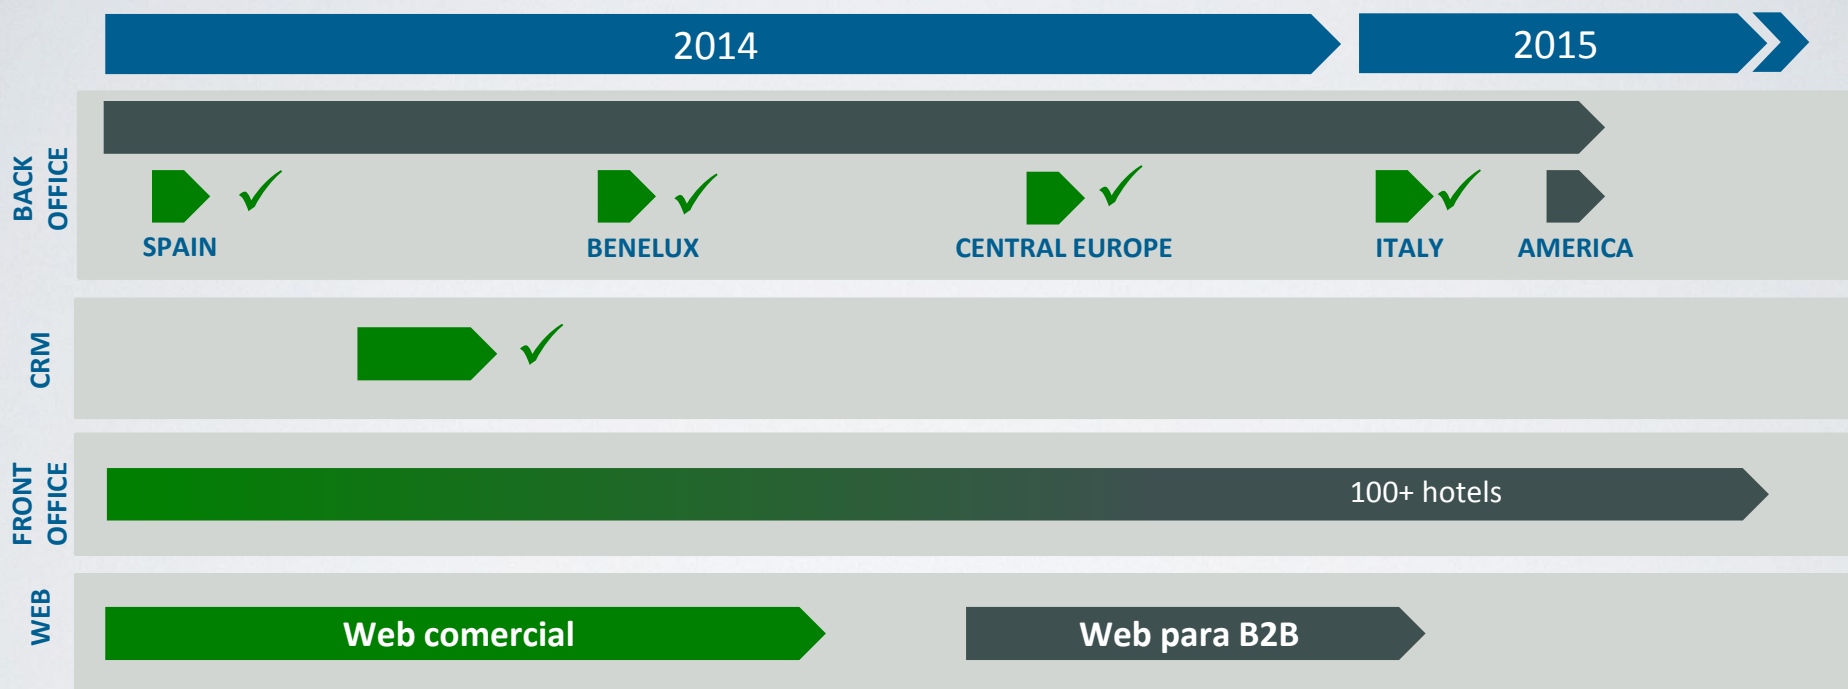 2014
2015
BACK
OFFICE
SPAIN
BENELUX
CENTRAL EUROPE
ITALY
AMERICA
CRM
FRONT
OFFICE
100+ hotels
WEB
Web comercial
Web para B2B